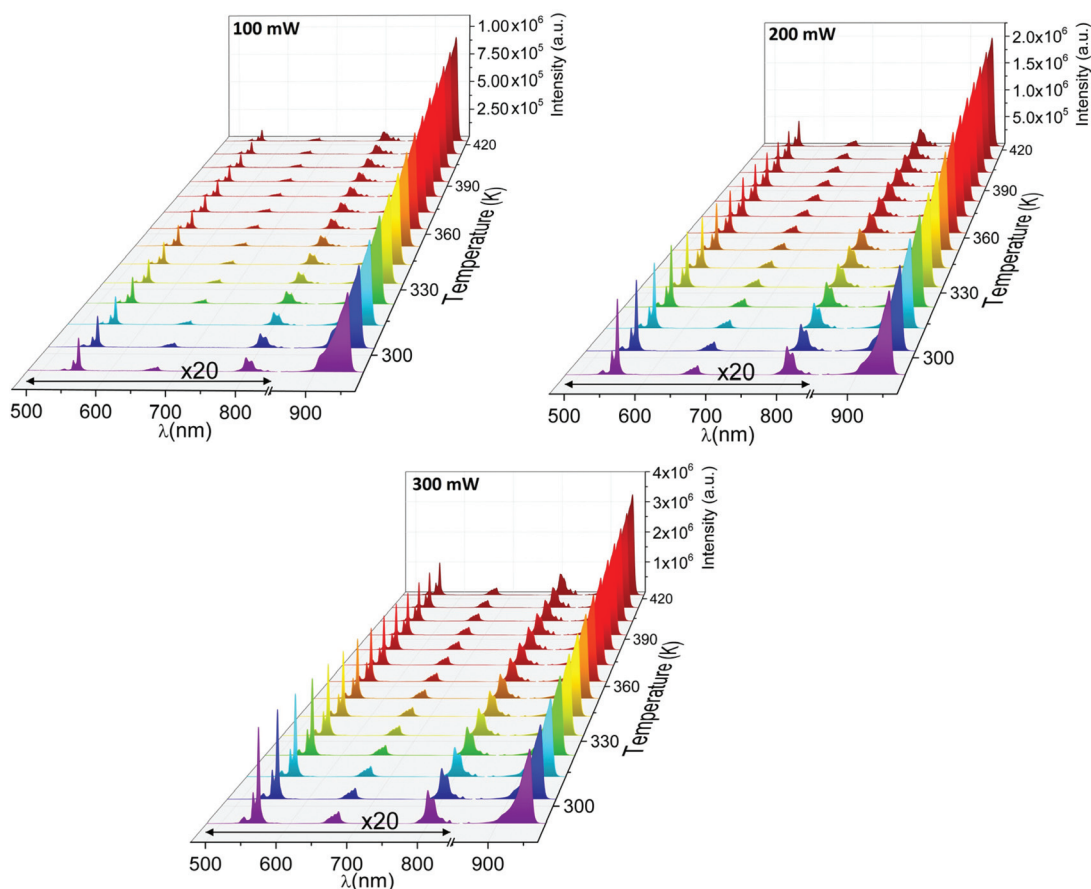 100 mW
1.00x10⁶
7.50x10⁵
5.00x10⁵
2.50x10⁵
Intensity (a.u.)
420
390
360
330
300
Temperature (K)
x20
500 600 700 800 900
λ(nm)
200 mW
2.0x10⁶
1.5x10⁶
1.0x10⁶
5.0x10⁵
Intensity (a.u.)
420
390
360
330
300
Temperature (K)
x20
500 600 700 800 900
λ(nm)
300 mW
4x10⁶
3x10⁶
2x10⁶
1x10⁶
Intensity (a.u.)
420
390
360
330
300
Temperature (K)
x20
500 600 700 800 900
λ(nm)